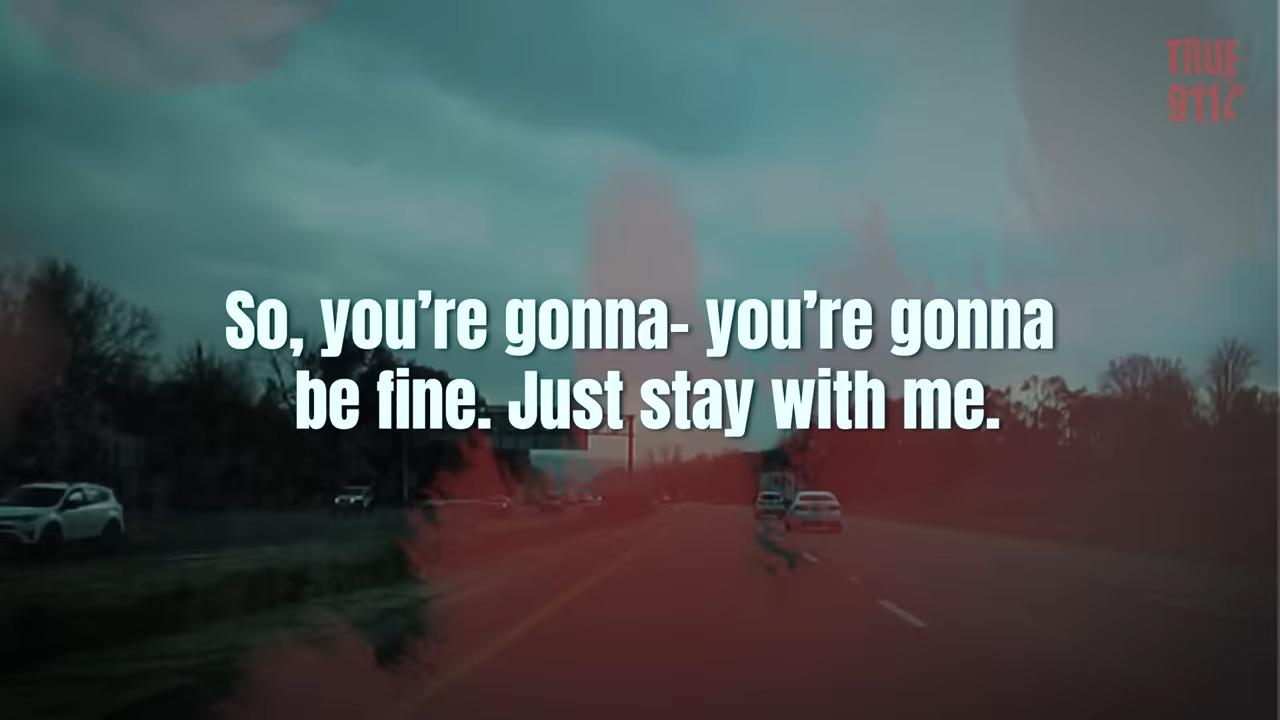 TRUE
911
So, you’re gonna- you’re gonna
be fine. Just stay with me.